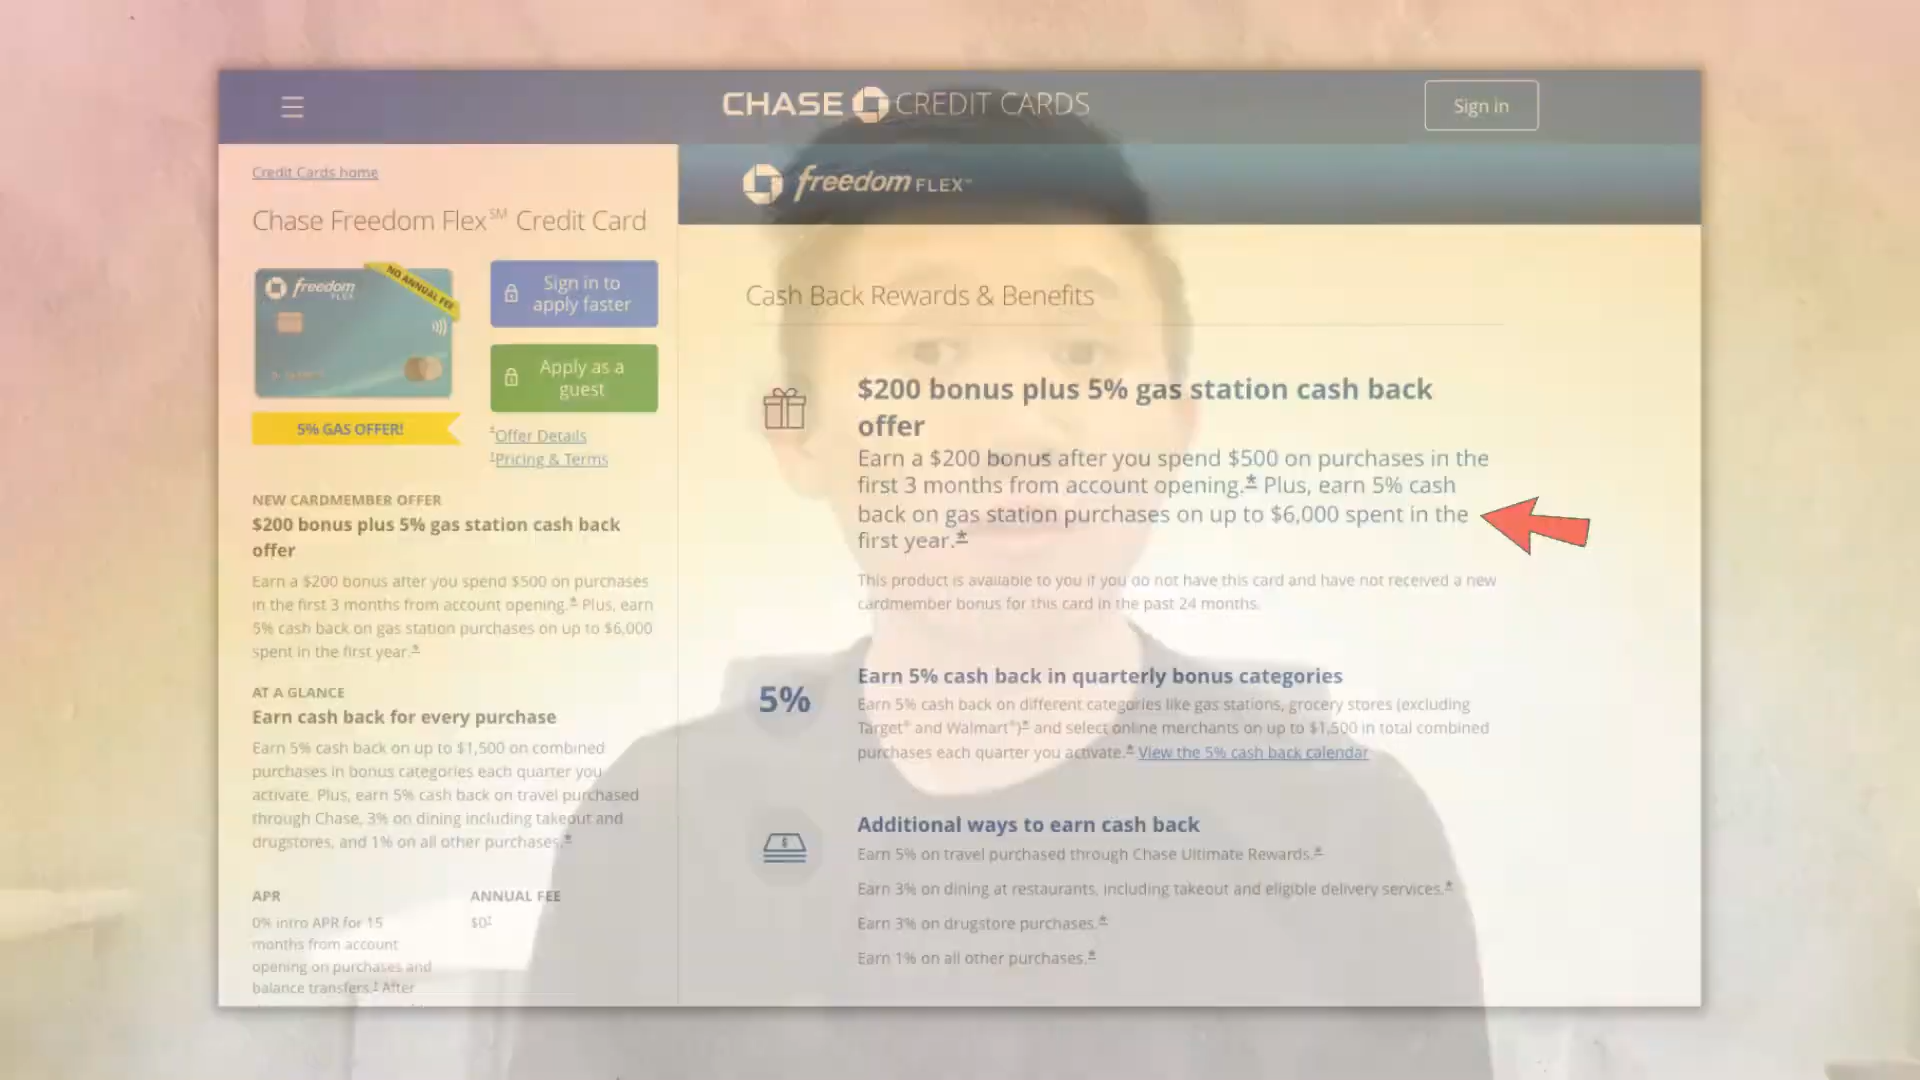 CHASE CREDIT CARDS
Sign in
Credit Cards home
Chase Freedom Flex℠ Credit Card
freedom FLEX
NO ANNUAL FEE
5% GAS OFFER!
Sign in to
apply faster
Apply as a
guest
*Offer Details
†Pricing & Terms
NEW CARDMEMBER OFFER
$200 bonus plus 5% gas station cash back
offer
Earn a $200 bonus after you spend $500 on purchases
in the first 3 months from account opening.* Plus, earn
5% cash back on gas station purchases on up to $6,000
spent in the first year.*
AT A GLANCE
Earn cash back for every purchase
Earn 5% cash back on up to $1,500 on combined
purchases in bonus categories each quarter you
activate. Plus, earn 5% cash back on travel purchased
through Chase, 3% on dining including takeout and
drugstores, and 1% on all other purchases.*
APR
0% intro APR for 15
months from account
opening on purchases and
balance transfers.† After
ANNUAL FEE
$0†
freedom FLEX℠
Cash Back Rewards & Benefits
$200 bonus plus 5% gas station cash back
offer
Earn a $200 bonus after you spend $500 on purchases in the
first 3 months from account opening.* Plus, earn 5% cash
back on gas station purchases on up to $6,000 spent in the
first year.*
This product is available to you if you do not have this card and have not received a new
cardmember bonus for this card in the past 24 months.
5%
Earn 5% cash back in quarterly bonus categories
Earn 5% cash back on different categories like gas stations, grocery stores (excluding
Target® and Walmart®)* and select online merchants on up to $1,500 in total combined
purchases each quarter you activate.* View the 5% cash back calendar
Additional ways to earn cash back
Earn 5% on travel purchased through Chase Ultimate Rewards.*
Earn 3% on dining at restaurants, including takeout and eligible delivery services.*
Earn 3% on drugstore purchases.*
Earn 1% on all other purchases.*